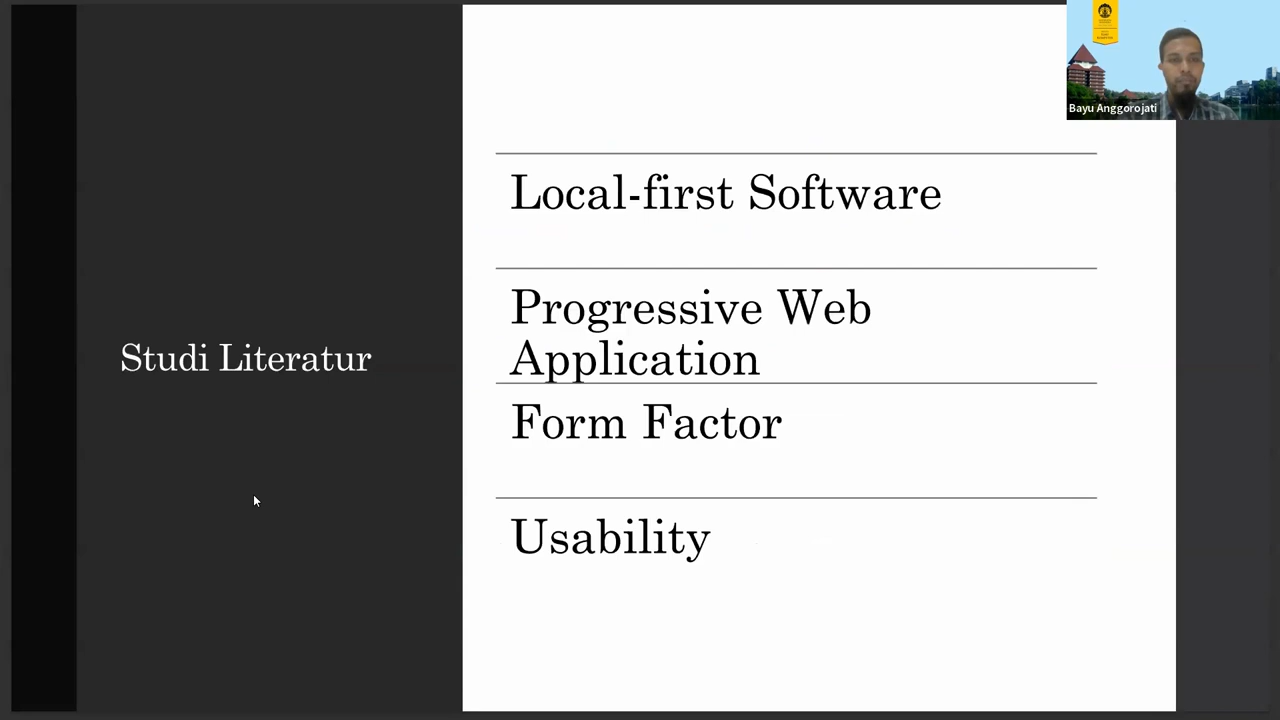 Studi Literatur
Local-first Software
Progressive Web
Application
Form Factor
Usability
Bayu Anggorojati